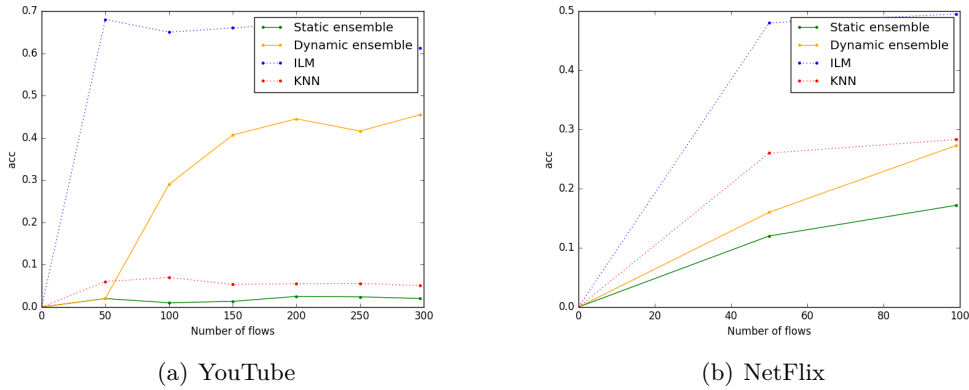 0.7
0.6
0.5
0.4
0.3
0.2
0.1
0.0
acc
0
50
100
150
200
250
300
Number of flows
Static ensemble
Dynamic ensemble
ILM
KNN
(a) YouTube
0.5
0.4
0.3
0.2
0.1
0.0
acc
0
20
40
60
80
100
Number of flows
Static ensemble
Dynamic ensemble
ILM
KNN
(b) NetFlix